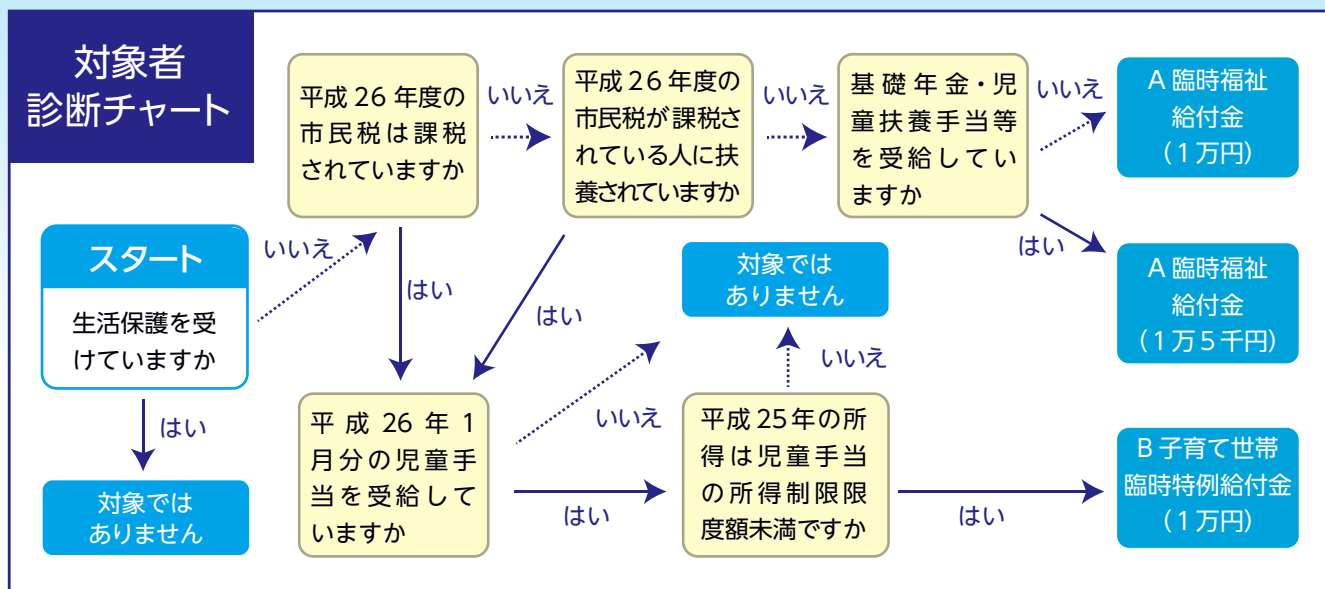 対象者
診断チャート
スタート
生活保護を受
けていますか
いいえ
はい
対象では
ありません
平成 26 年度の
市民税は課税
されていますか
いいえ
はい
平成 2 6 年度の
市民税が課税さ
れている人に扶
養されていますか
いいえ
はい
基礎年金・児
童扶養手当等
を受給してい
ますか
いいえ
はい
A 臨時福祉
給付金
(1万円)
A 臨時福祉
給付金
(1万5千円)
平成 26 年 1
月分の児童手
当を受給して
いますか
いいえ
はい
対象では
ありません
平成 25 年の所
得は児童手当
の所得制限限
度額未満ですか
いいえ
はい
B 子育て世帯
臨時特例給付金
(1万円)